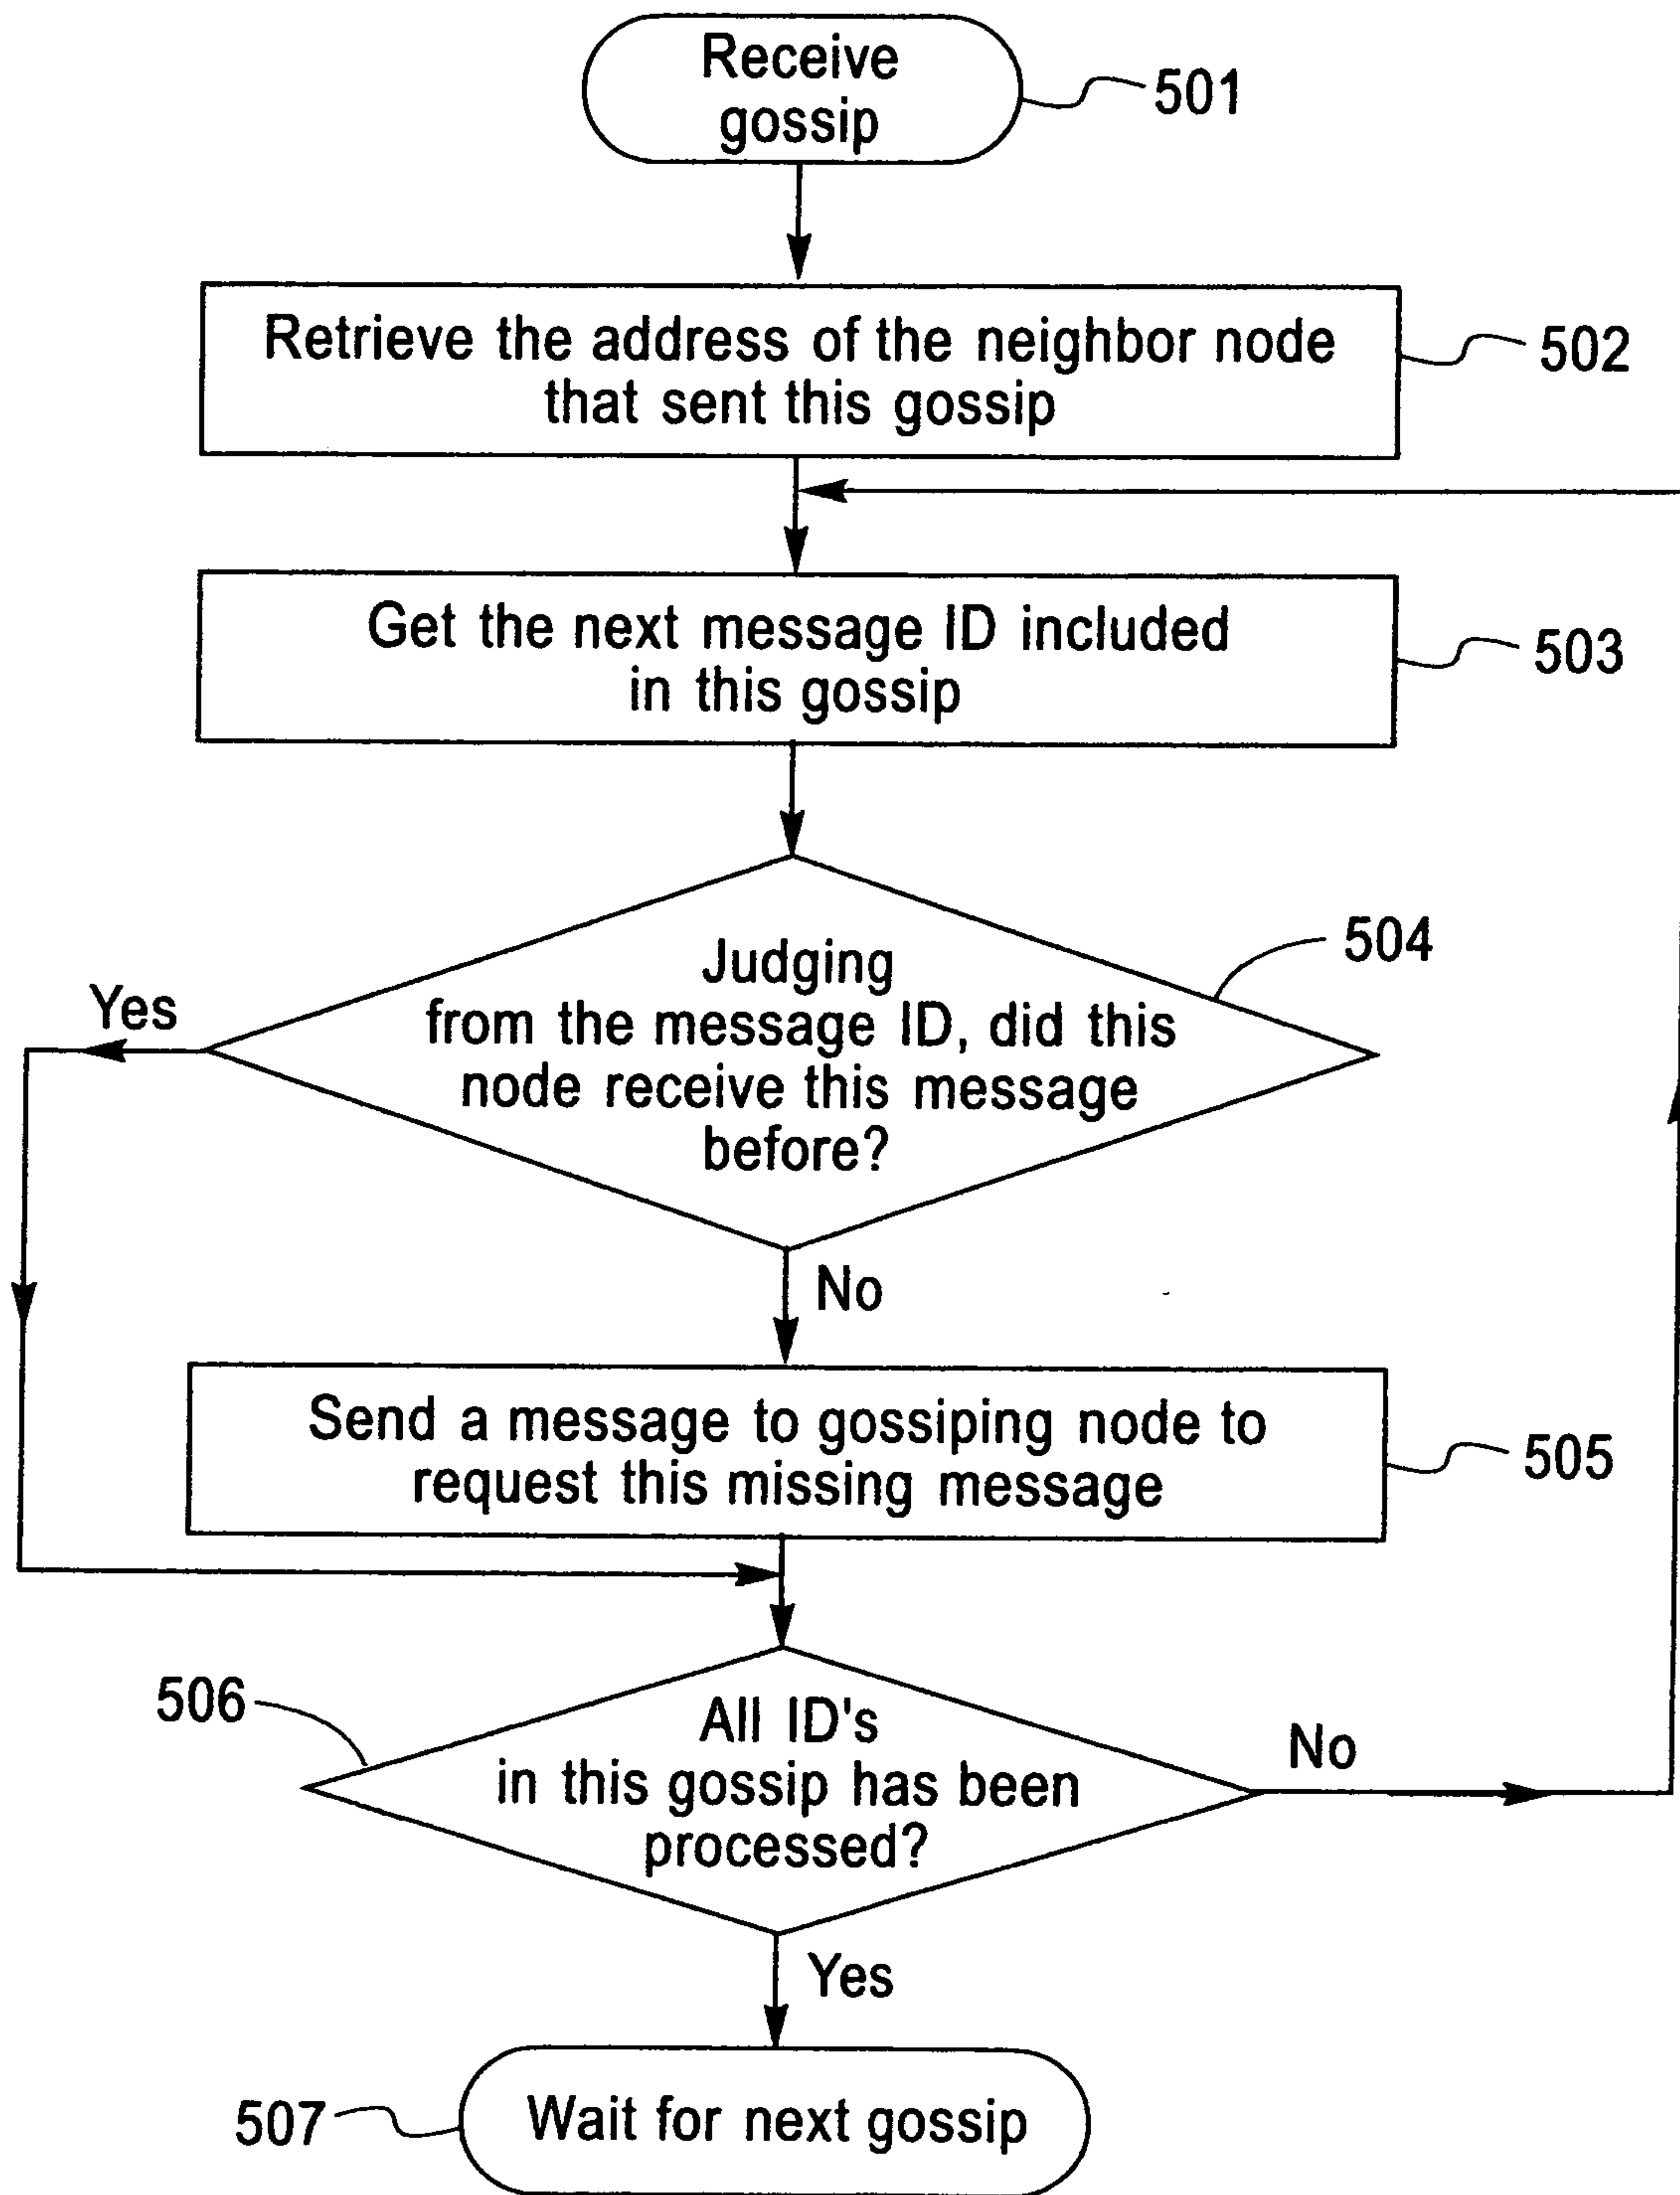 Receive
gossip
501
Retrieve the address of the neighbor node
that sent this gossip
502
Get the next message ID included
in this gossip
503
Judging
from the message ID, did this
node receive this message
before?
504
Yes
No
Send a message to gossiping node to
request this missing message
505
506
All ID's
in this gossip has been
processed?
No
Yes
507
Wait for next gossip